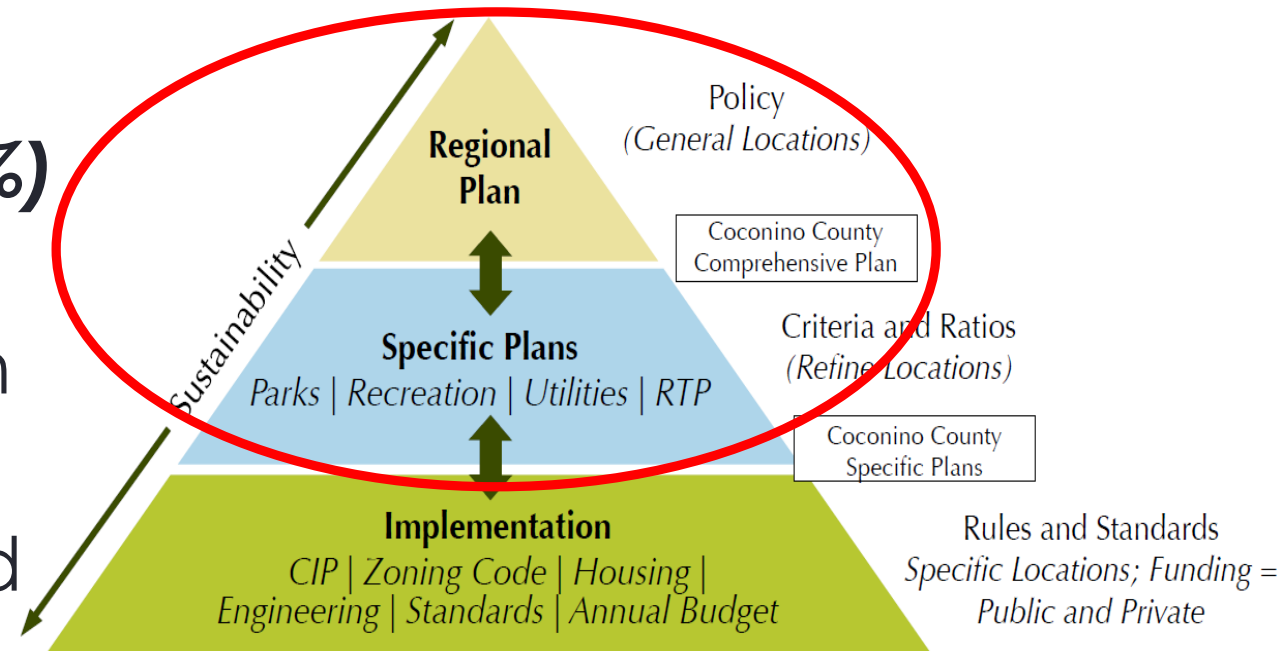 %)
n
d
Sustainability
Regional
Plan
Policy
(General Locations)
Coconino County
Comprehensive Plan
Specific Plans
Parks | Recreation | Utilities | RTP
Criteria and Ratios
(Refine Locations)
Coconino County
Specific Plans
Implementation
CIP | Zoning Code | Housing |
Engineering | Standards | Annual Budget
Rules and Standards
Specific Locations; Funding =
Public and Private